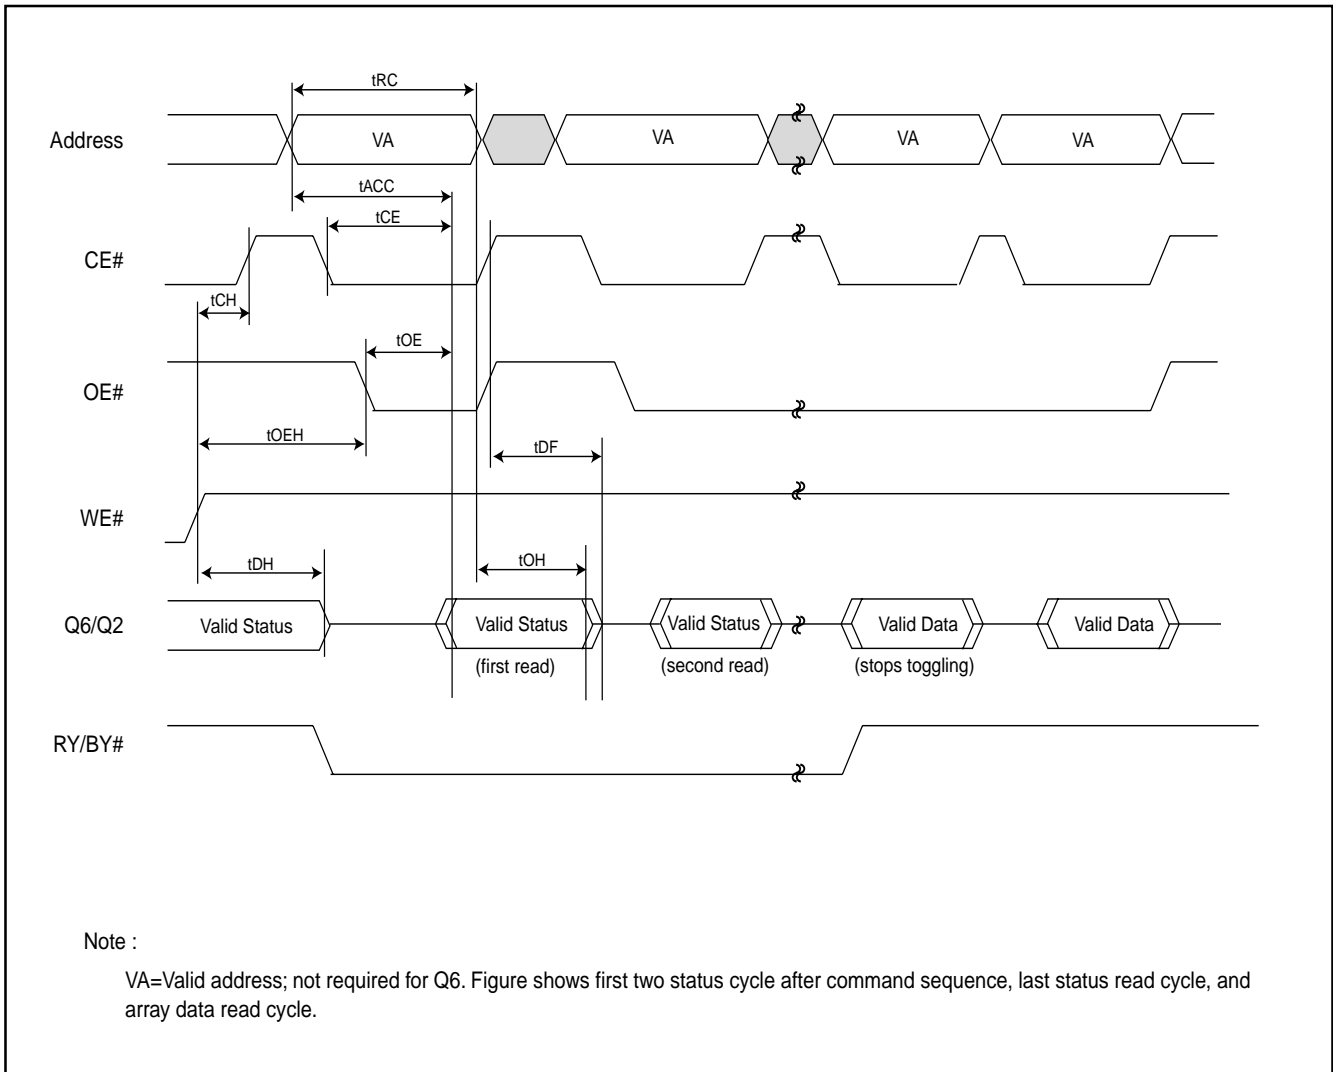 tRC
Address
VA
VA
VA
VA
tACC
tCE
CE#
tCH
tOE
OE#
tOEH
tDF
WE#
tDH
tOH
Q6/Q2
Valid Status
Valid Status
Valid Status
Valid Data
Valid Data
(first read)
(second read)
(stops toggling)
RY/BY#
Note :
VA=Valid address; not required for Q6. Figure shows first two status cycle after command sequence, last status read cycle, and
array data read cycle.